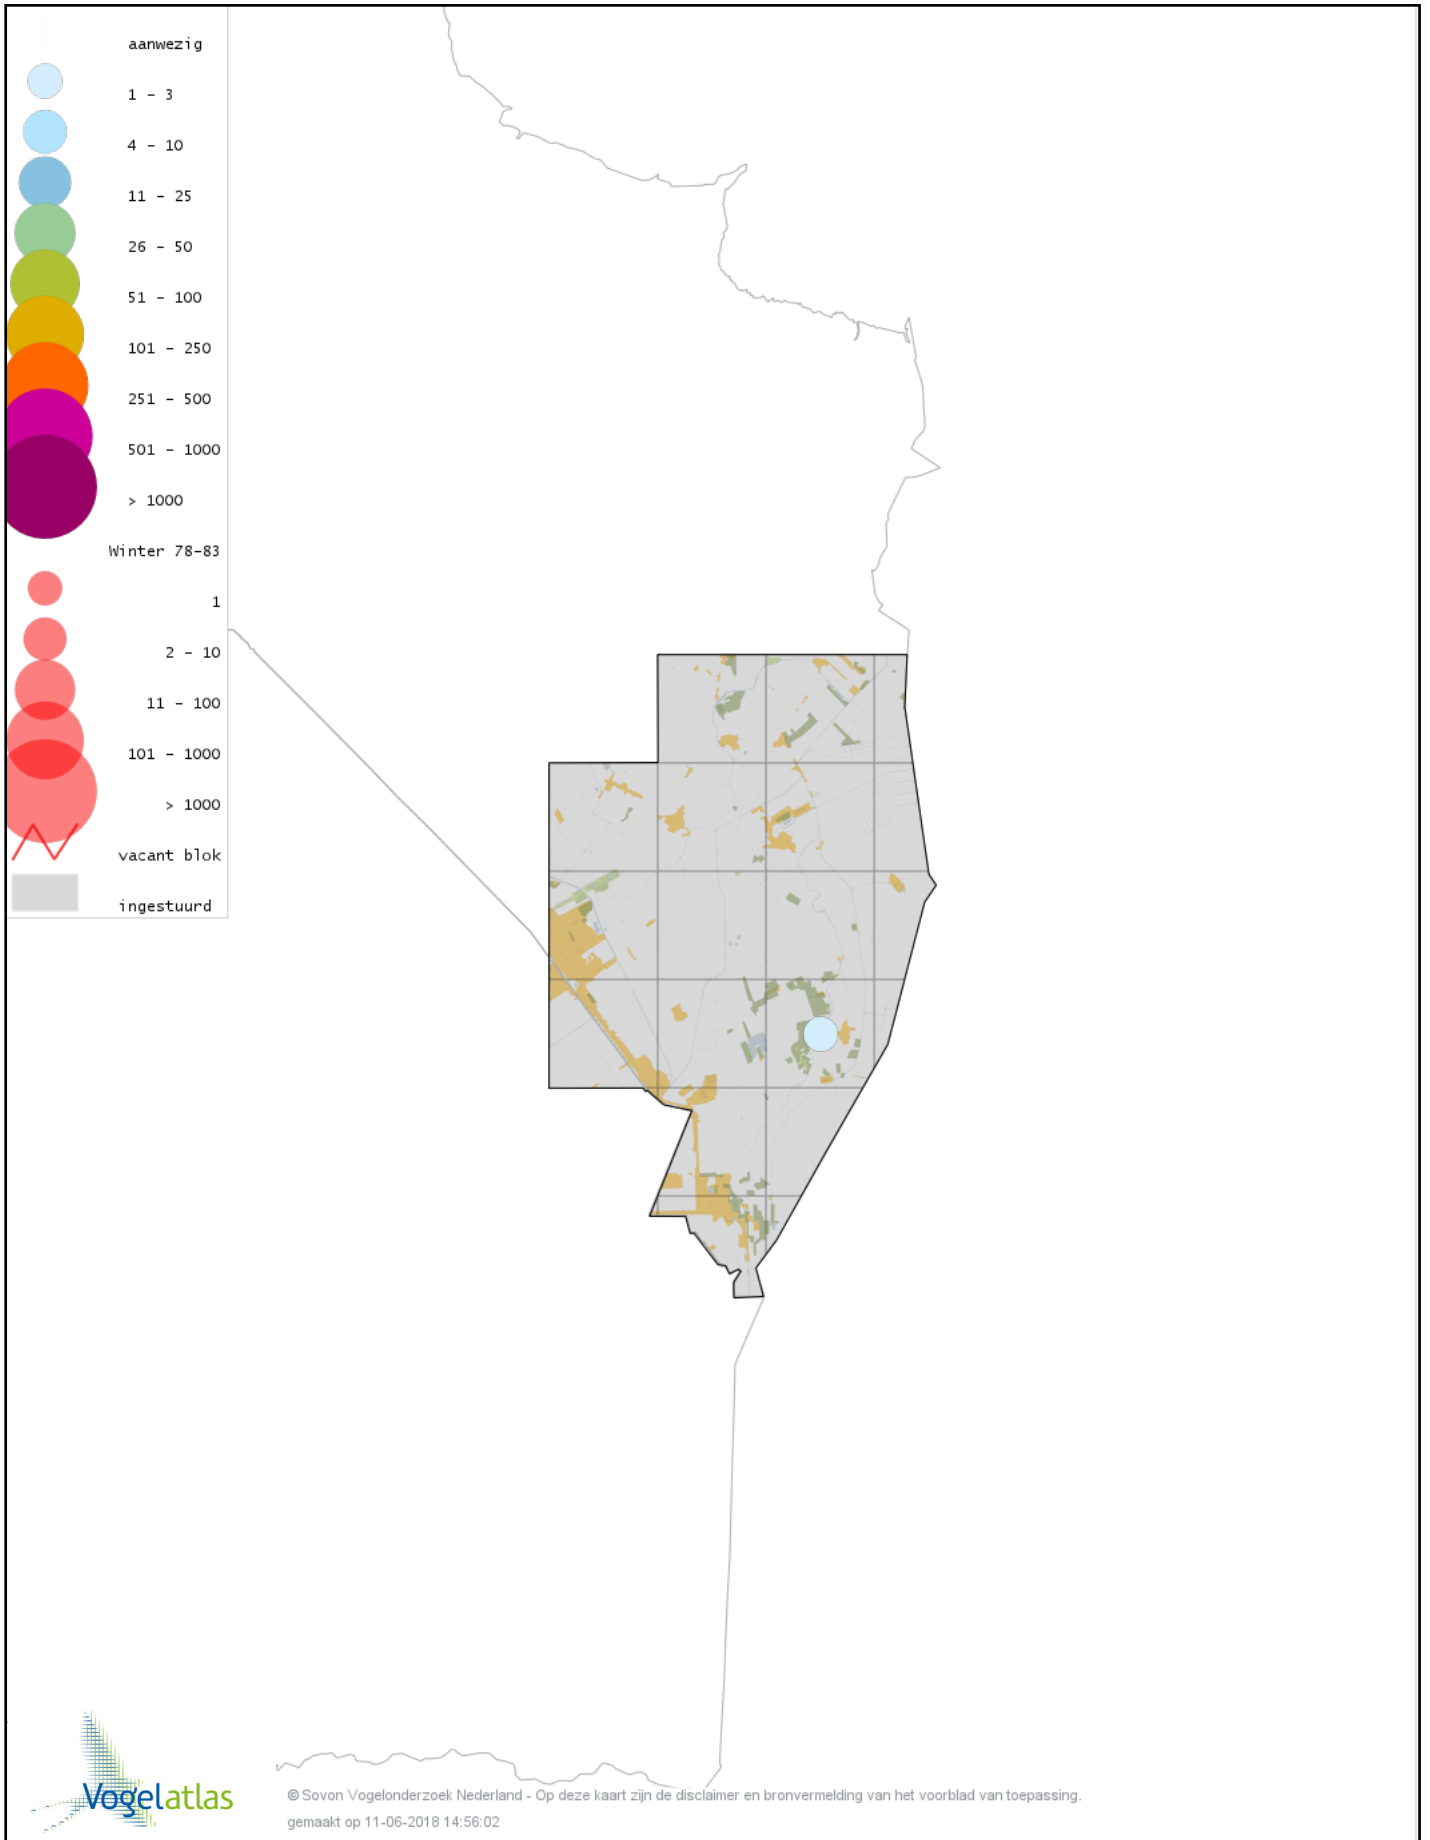 aanwezig
1 - 3
4 - 10
11 - 25
26 - 50
51 - 100
101 - 250
251 - 500
501 - 1000
> 1000
Winter 78-83
1
2 - 10
11 - 100
101 - 1000
> 1000
vacant blok
ingestuurd
Vogelatlas
© Sovon Vogelonderzoek Nederland - Op deze kaart zijn de disclaimer en bronvermelding van het voorblad van toepassing.
gemaakt op 11-06-2018 14:56:02